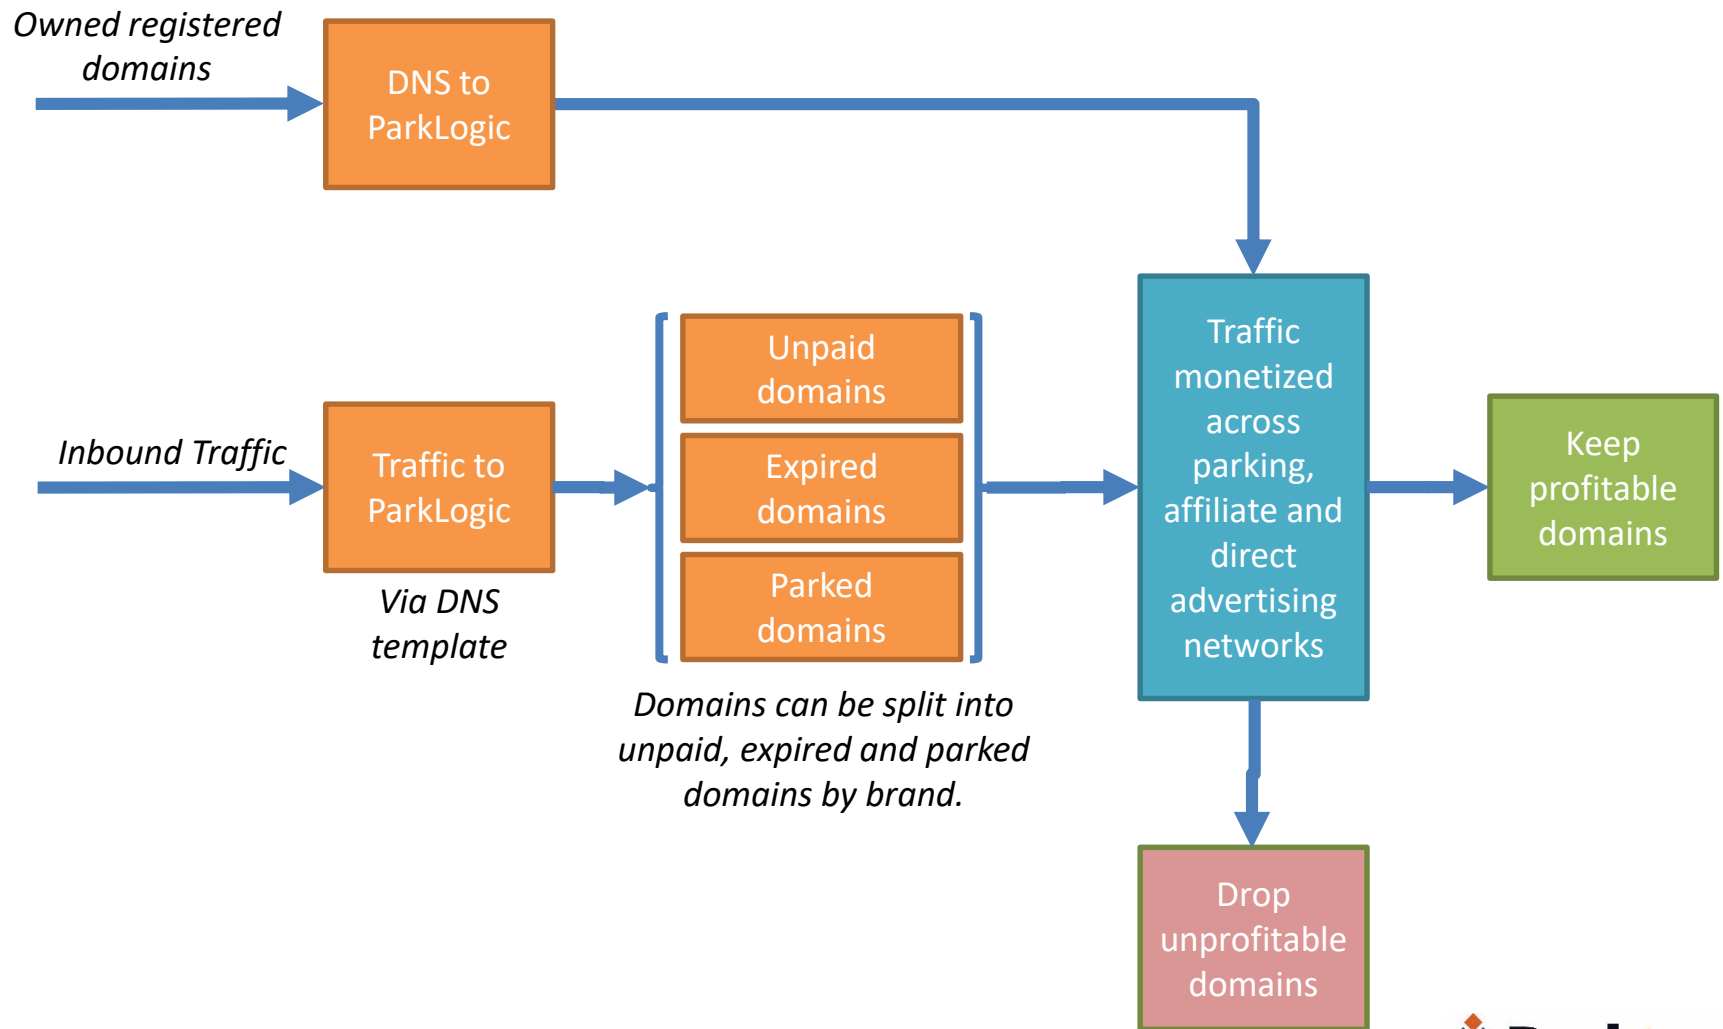 Owned registered
domains
DNS to
ParkLogic
Inbound Traffic
Traffic to
ParkLogic
Via DNS
template
Unpaid
domains
Expired
domains
Parked
domains
Domains can be split into
unpaid, expired and parked
domains by brand.
Traffic
monetized
across
parking,
affiliate and
direct
advertising
networks
Keep
profitable
domains
Drop
unprofitable
domains